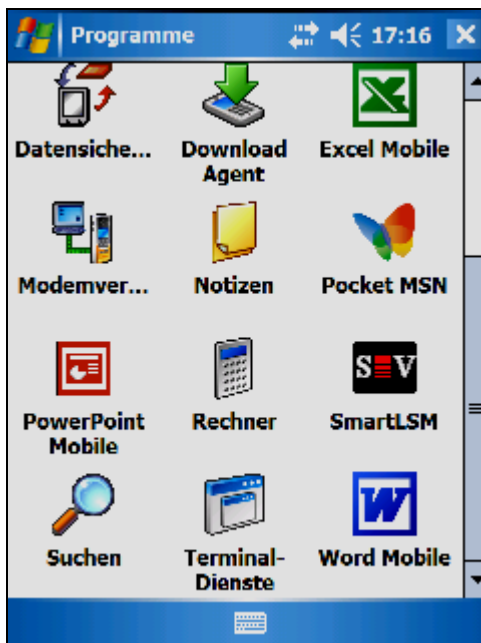 Programme 17:16
Datensiche... Download Agent Excel Mobile
Modemver... Notizen Pocket MSN
S V
PowerPoint Mobile Rechner SmartLSM
W
Suchen Terminal-Dienste Word Mobile